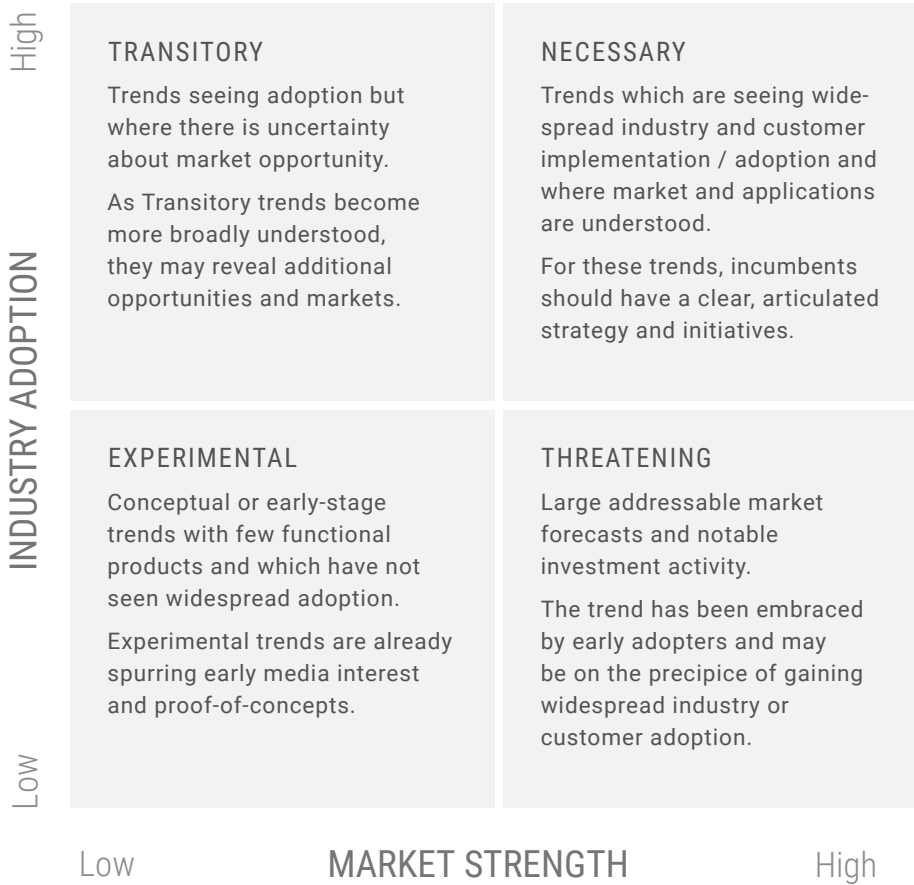 High
INDUSTRY ADOPTION
Low
TRANSITORY
Trends seeing adoption but
where there is uncertainty
about market opportunity.
As Transitory trends become
more broadly understood,
they may reveal additional
opportunities and markets.
NECESSARY
Trends which are seeing wide-
spread industry and customer
implementation / adoption and
where market and applications
are understood.
For these trends, incumbents
should have a clear, articulated
strategy and initiatives.
EXPERIMENTAL
Conceptual or early-stage
trends with few functional
products and which have not
seen widespread adoption.
Experimental trends are already
spurring early media interest
and proof-of-concepts.
THREATENING
Large addressable market
forecasts and notable
investment activity.
The trend has been embraced
by early adopters and may
be on the precipice of gaining
widespread industry or
customer adoption.
Low
MARKET STRENGTH
High